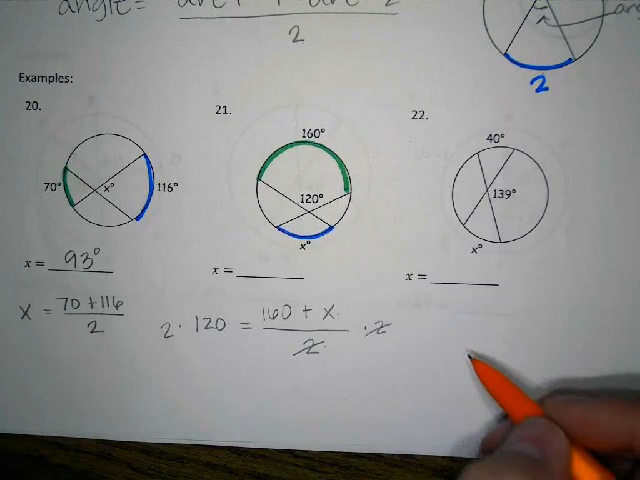 angle = arc 1 + arc 2
2
2
Examples:
20.
21.
22.
70°
x°
116°
160°
120°
x°
40°
139°
x°
x = 93°
x =
x =
x = 70 + 116
2
2 · 120 = 160 + x · 2
2